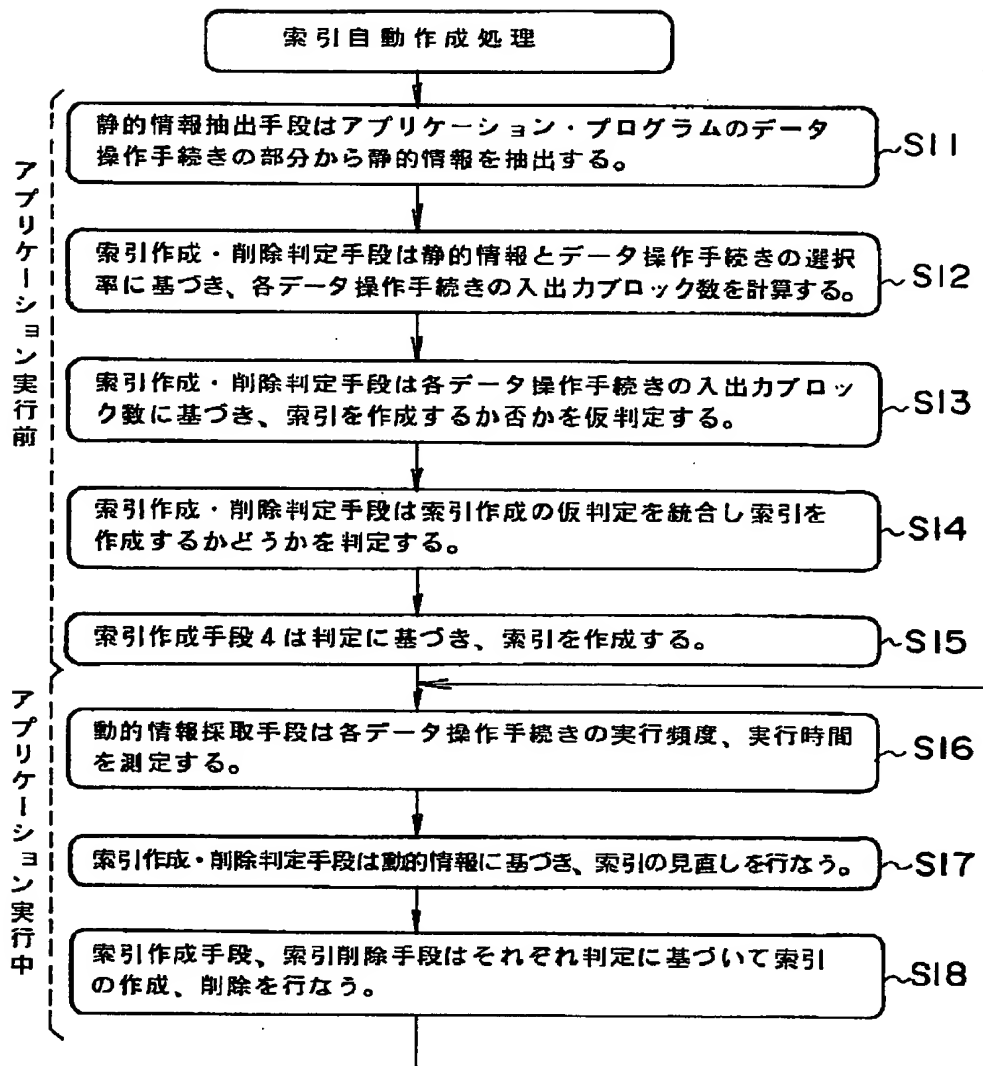 索引自動作成処理
アプリケーション実行前
静的情報抽出手段はアプリケーション・プログラムのデータ
操作手続きの部分から静的情報を抽出する。
S11
索引作成・削除判定手段は静的情報とデータ操作手続きの選択
率に基づき、各データ操作手続きの入出力ブロック数を計算する。
S12
索引作成・削除判定手段は各データ操作手続きの入出力ブロッ
ク数に基づき、索引を作成するか否かを仮判定する。
S13
索引作成・削除判定手段は索引作成の仮判定を統合し索引を
作成するかどうかを判定する。
S14
索引作成手段4は判定に基づき、索引を作成する。
S15
アプリケーション実行中
動的情報採取手段は各データ操作手続きの実行頻度、実行時間
を測定する。
S16
索引作成・削除判定手段は動的情報に基づき、索引の見直しを行なう。
S17
索引作成手段、索引削除手段はそれぞれ判定に基づいて索引
の作成、削除を行なう。
S18